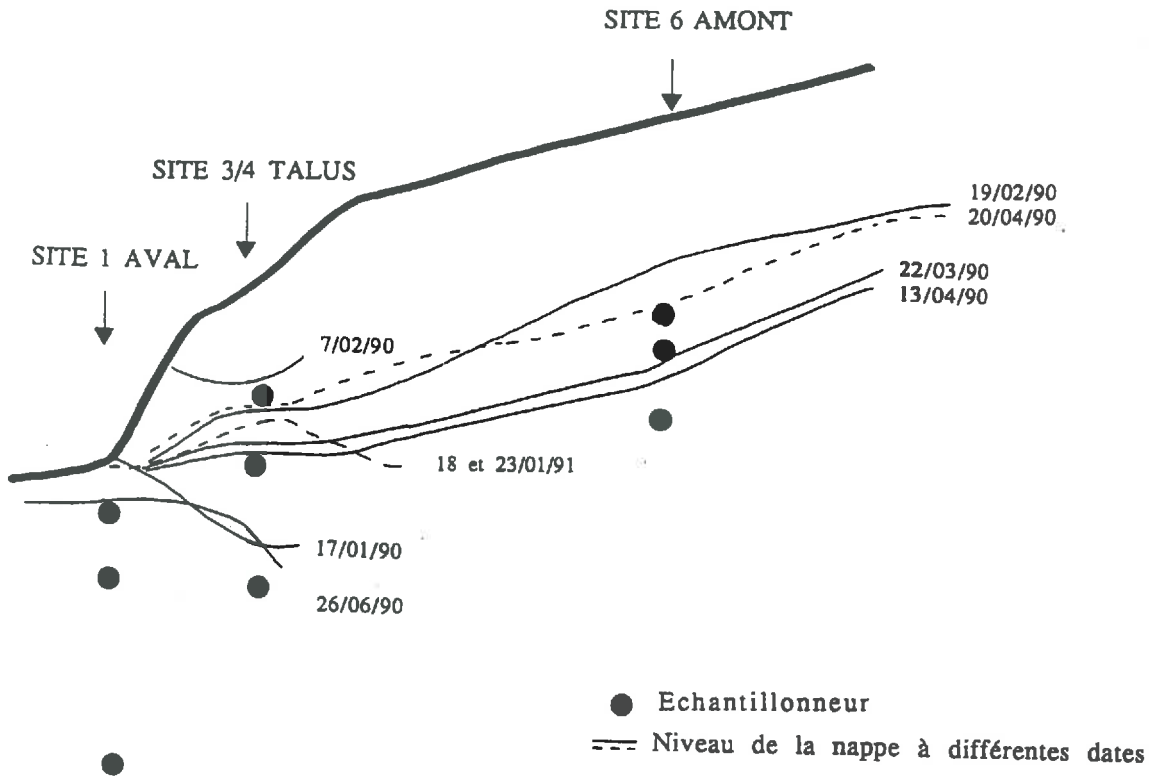 SITE 6 AMONT
SITE 3/4 TALUS
SITE 1 AVAL
19/02/90
20/04/90
22/03/90
13/04/90
7/02/90
18 et 23/01/91
17/01/90
26/06/90
Echantillonneur
Niveau de la nappe à différentes dates